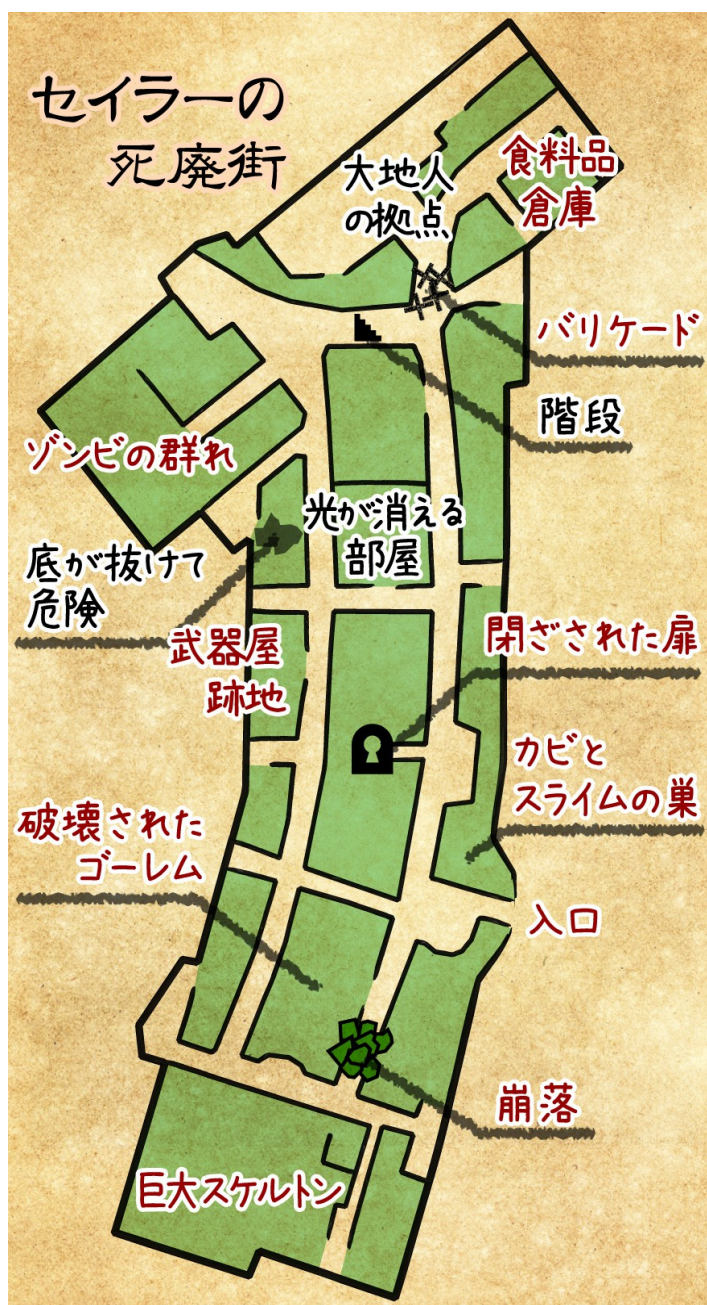 セイラーの
死廃街
大地人
の拠点
食料品
倉庫
バリケード
階段
ゾンビの群れ
光が消える
部屋
底が抜けて
危険
武器屋
跡地
閉ざされた扉
カビと
スライムの巣
破壊された
ゴーレム
入口
崩落
巨大スケルトン